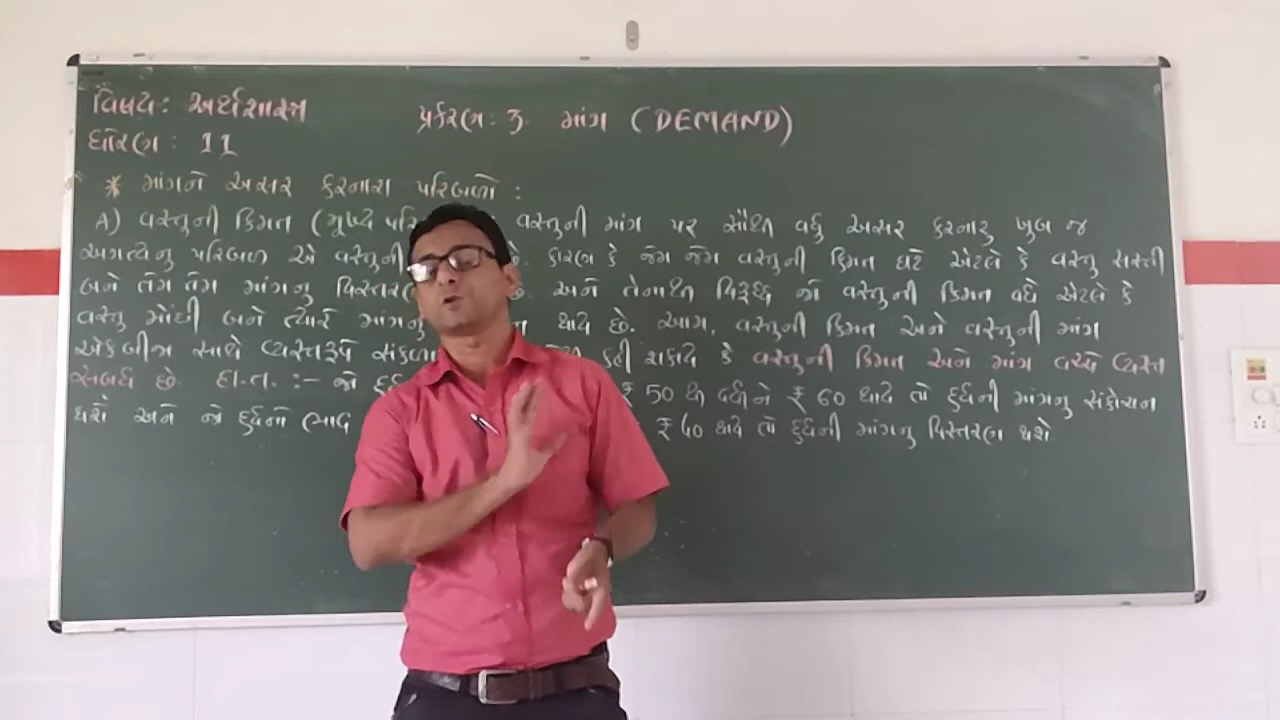 વિષય : અર્થશાસ્ત્ર પ્રકરણ : 3. માંગ (DEMAND)
ધોરણ : 11
* માંગને અસર કરનારા પરિબળો :
A) વસ્તુની કિંમત (મુખ્ય પરિ વસ્તુની માંગ પર સૌથી વધુ અસર કરનારુ ખુબ જ
અગત્યનુ પરિબળ એ વસ્તુની છે. કારણ કે જેમ જેમ વસ્તુની કિંમત ઘટે એટલે કે વસ્તુ સસ્તી
બને તેમ તેમ માંગનુ વિસ્તરણ છે. અને તેનાથી વિરૂધ્ધ જો વસ્તુની કિંમત વધે એટલે કે
વસ્તુ મોંઘી બને ત્યારે માંગનુ ન થાય છે. આમ, વસ્તુની કિંમત અને વસ્તુની માંગ
એકબીજા સાથે વ્યસ્તરૂપે સંકળા કહી શકાય કે વસ્તુની કિંમત અને માંગ વચ્ચે વ્યસ્ત
સબંધ છે. દા.ત. :- જો દુધ ₹ 50 થી વધીને ₹ 60 થાય તો દુધની માંગનુ સંકોચન
થશે અને જો દુધનો ભાવ ₹ 40 થાય તો દુધની માંગનુ વિસ્તરણ થશે.